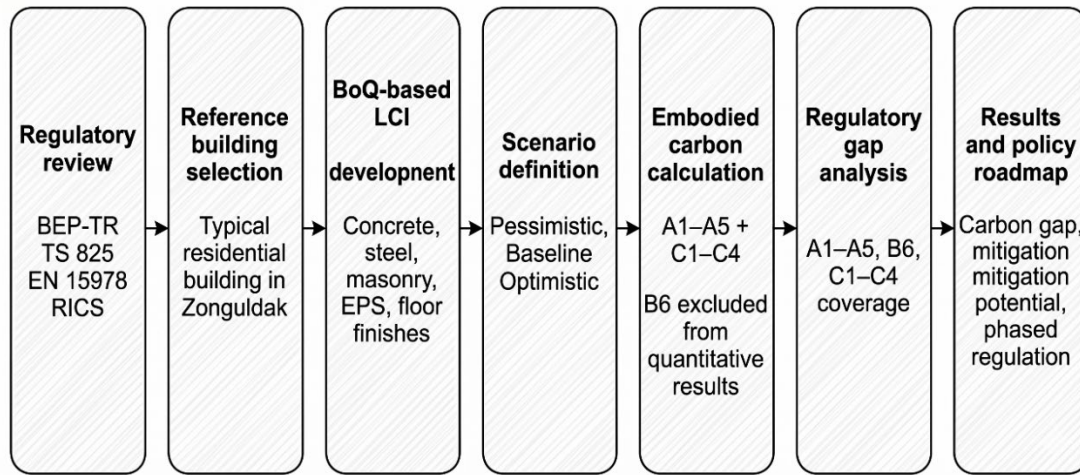 Regulatory
review
BEP-TR
TS 825
EN 15978
RICS
Reference
building
selection
Typical
residential
building in
Zonguldak
BoQ-based
LCI
developnent
Concrete,
steel,
masonry,
EPS, floor
finishes
Scenario
definition
Pessimistic,
Baseline
Optimistic
Embodied
carbon
calculation
A1–A5 +
C1–C4
B6 excluded
from
quantitative
results
Regulatory
gap
analysis
A1–A5, B6,
C1–C4
coverage
Results
and policy
roadmap
Carbon gap,
mitigation
mitigation
potential,
phased
regulation